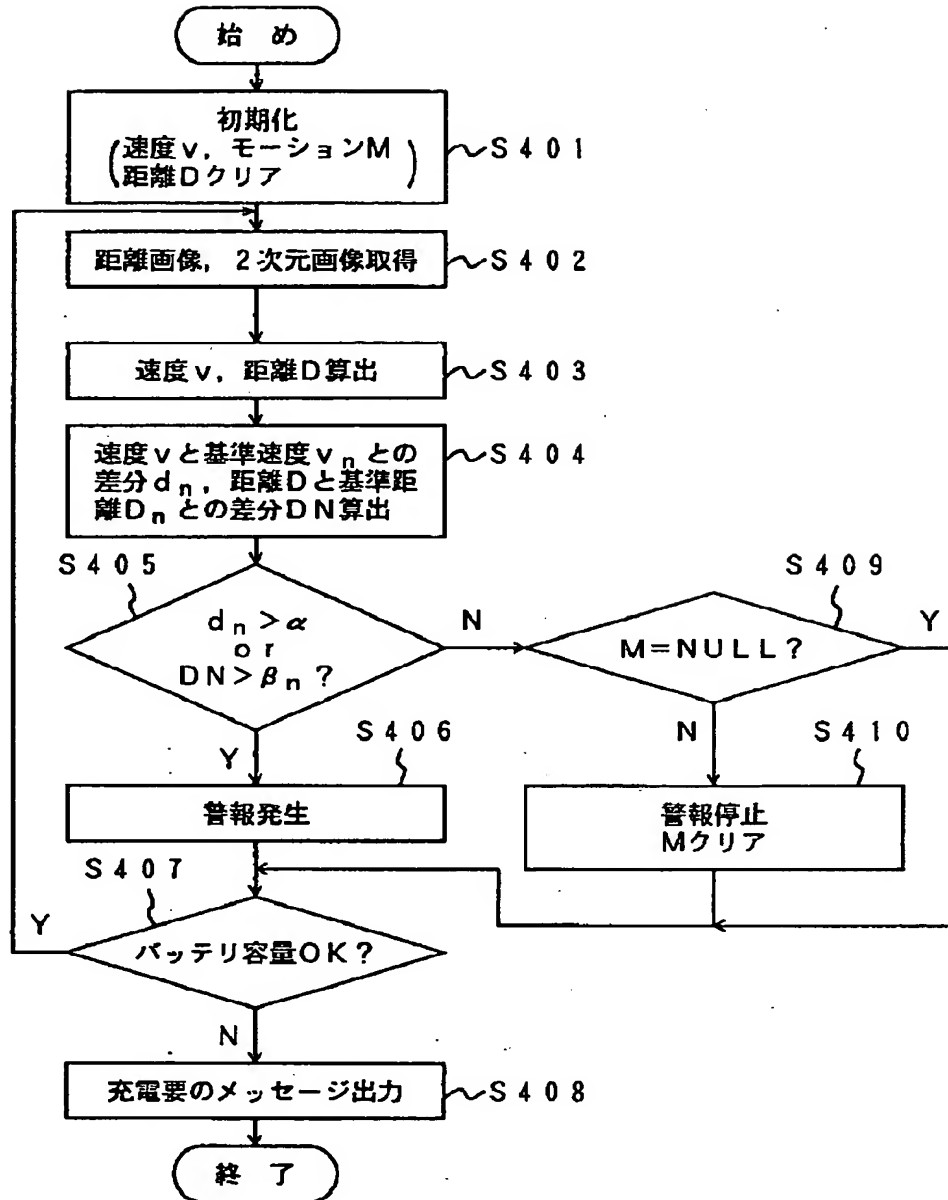 始 め
初期化
(速度v，モーションM
距離Dクリア)
S401
距離画像，2次元画像取得
S402
速度v，距離D算出
S403
速度vと基準速度vnとの
差分dn，距離Dと基準距
離Dnとの差分DN算出
S404
S405
dn>α
or
DN>βn？
N
S409
M=NULL？
Y
Y
S406
警報発生
N
S410
警報停止
Mクリア
S407
Y
バッテリ容量OK？
N
充電要のメッセージ出力
S408
終 了